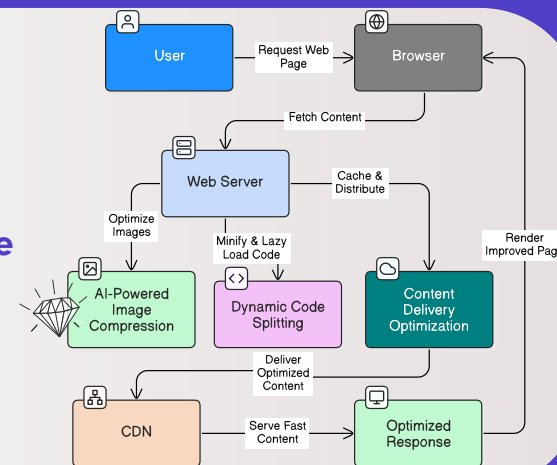 User
Request Web
Page
Browser
Fetch Content
Web Server
Cache &
Distribute
Optimize
Images
Minify & Lazy
Load Code
Render
Improved Pag
e
AI-Powered
Image
Compression
Dynamic Code
Splitting
Content
Delivery
Optimization
Deliver
Optimized
Content
CDN
Serve Fast
Content
Optimized
Response